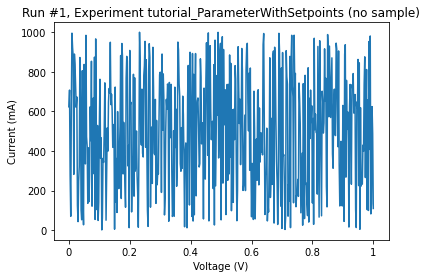 Run #1, Experiment tutorial_ParameterWithSetpoints (no sample)
1000
800
600
400
200
0
Current (mA)
0 0.2 0.4 0.6 0.8 1
Voltage (V)